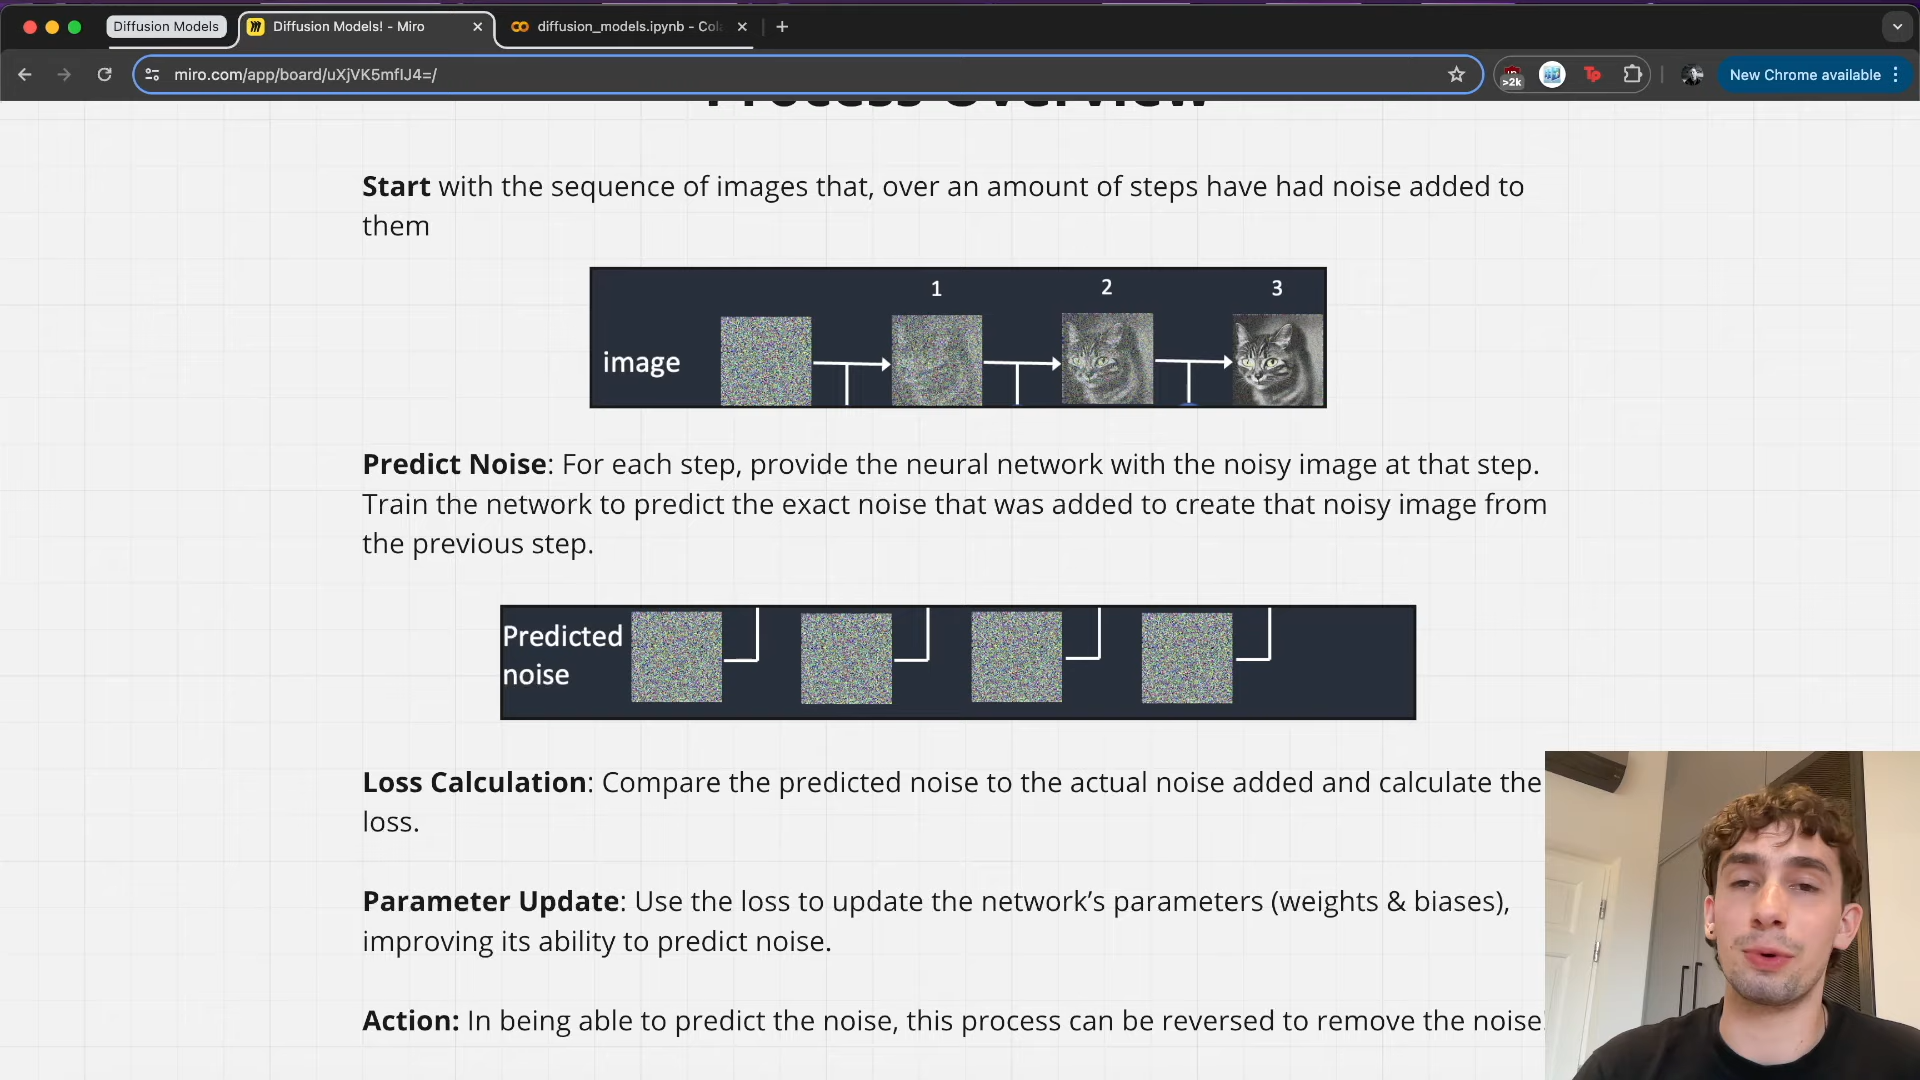 Diffusion Models
Diffusion Models! - Miro
diffusion_models.ipynb - Col
miro.com/app/board/uXjVK5mfIJ4=/
>2k
New Chrome available
Process Overview
Start with the sequence of images that, over an amount of steps have had noise added to
them
1 2 3
image
Predict Noise: For each step, provide the neural network with the noisy image at that step.
Train the network to predict the exact noise that was added to create that noisy image from
the previous step.
Predicted
noise
Loss Calculation: Compare the predicted noise to the actual noise added and calculate the
loss.
Parameter Update: Use the loss to update the network’s parameters (weights & biases),
improving its ability to predict noise.
Action: In being able to predict the noise, this process can be reversed to remove the noise!